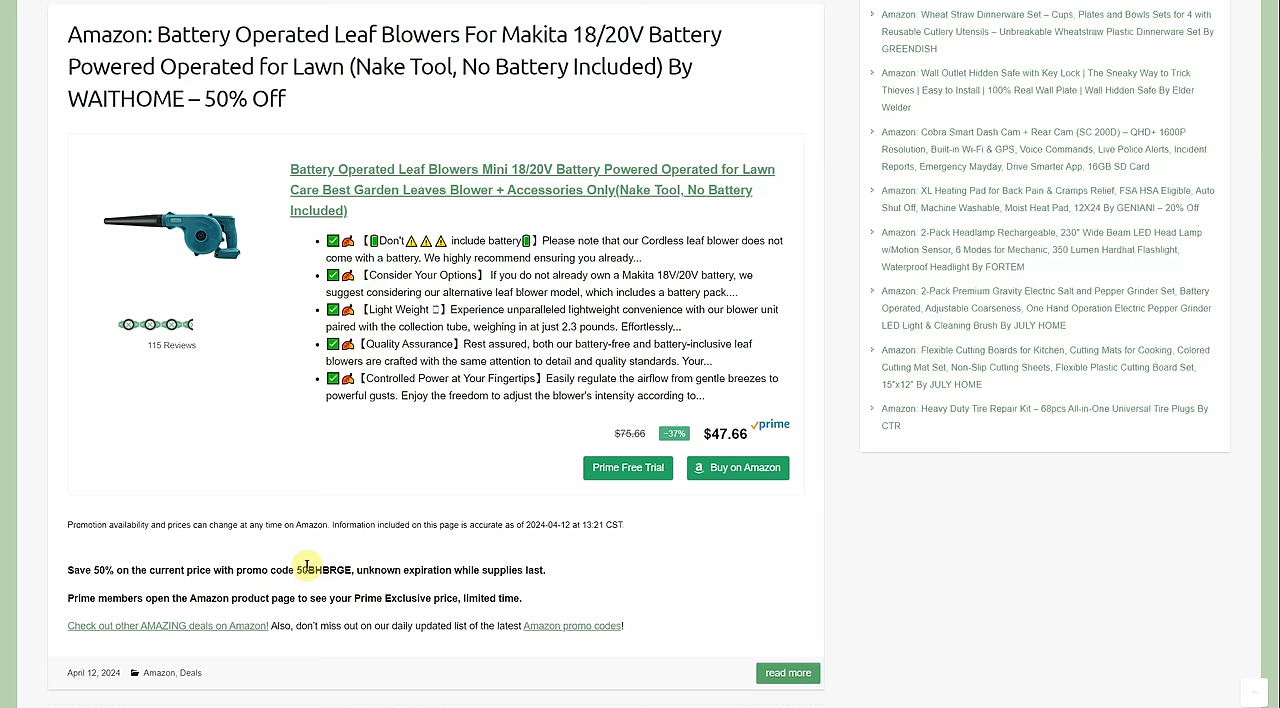 Amazon: Battery Operated Leaf Blowers For Makita 18/20V Battery
Powered Operated for Lawn (Nake Tool, No Battery Included) By
WAITHOME – 50% Off
Battery Operated Leaf Blowers Mini 18/20V Battery Powered Operated for Lawn
Care Best Garden Leaves Blower + Accessories Only(Nake Tool, No Battery
Included)
• ✅🍂 【🔋Don't⚠⚠⚠ include battery🔋】Please note that our Cordless leaf blower does not
come with a battery. We highly recommend ensuring you already...
• ✅🍂【Consider Your Options】 If you do not already own a Makita 18V/20V battery, we
suggest considering our alternative leaf blower model, which includes a battery pack....
• ✅🍂【Light Weight 】Experience unparalleled lightweight convenience with our blower unit
paired with the collection tube, weighing in at just 2.3 pounds. Effortlessly...
• ✅🍂【Quality Assurance】Rest assured, both our battery-free and battery-inclusive leaf
blowers are crafted with the same attention to detail and quality standards. Your...
• ✅🍂【Controlled Power at Your Fingertips】Easily regulate the airflow from gentle breezes to
powerful gusts. Enjoy the freedom to adjust the blower's intensity according to...
115 Reviews
$75.66 −37% $47.66 prime
Prime Free Trial Buy on Amazon
Promotion availability and prices can change at any time on Amazon. Information included on this page is accurate as of 2024-04-12 at 13:21 CST.
Save 50% on the current price with promo code 50BHBRGE, unknown expiration while supplies last.
Prime members open the Amazon product page to see your Prime Exclusive price, limited time.
Check out other AMAZING deals on Amazon! Also, don't miss out on our daily updated list of the latest Amazon promo codes!
April 12, 2024 Amazon, Deals
read more
Amazon: Wheat Straw Dinnerware Set – Cups, Plates and Bowls Sets for 4 with
Reusable Cutlery Utensils – Unbreakable Wheatstraw Plastic Dinnerware Set By
GREENDISH
Amazon: Wall Outlet Hidden Safe with Key Lock | The Sneaky Way to Trick
Thieves | Easy to Install | 100% Real Wall Plate | Wall Hidden Safe By Elder
Welder
Amazon: Cobra Smart Dash Cam + Rear Cam (SC 200D) – QHD+ 1600P
Resolution, Built-in Wi-Fi & GPS, Voice Commands, Live Police Alerts, Incident
Reports, Emergency Mayday, Drive Smarter App, 16GB SD Card
Amazon: XL Heating Pad for Back Pain & Cramps Relief, FSA HSA Eligible, Auto
Shut Off, Machine Washable, Moist Heat Pad, 12X24 By GENIANI – 20% Off
Amazon: 2-Pack Headlamp Rechargeable, 230° Wide Beam LED Head Lamp
w/Motion Sensor, 6 Modes for Mechanic, 350 Lumen Hardhat Flashlight,
Waterproof Headlight By FORTEM
Amazon: 2-Pack Premium Gravity Electric Salt and Pepper Grinder Set, Battery
Operated, Adjustable Coarseness, One Hand Operation Electric Pepper Grinder
LED Light & Cleaning Brush By JULY HOME
Amazon: Flexible Cutting Boards for Kitchen, Cutting Mats for Cooking, Colored
Cutting Mat Set, Non-Slip Cutting Sheets, Flexible Plastic Cutting Board Set,
15"x12" By JULY HOME
Amazon: Heavy Duty Tire Repair Kit – 68pcs All-in-One Universal Tire Plugs By
CTR